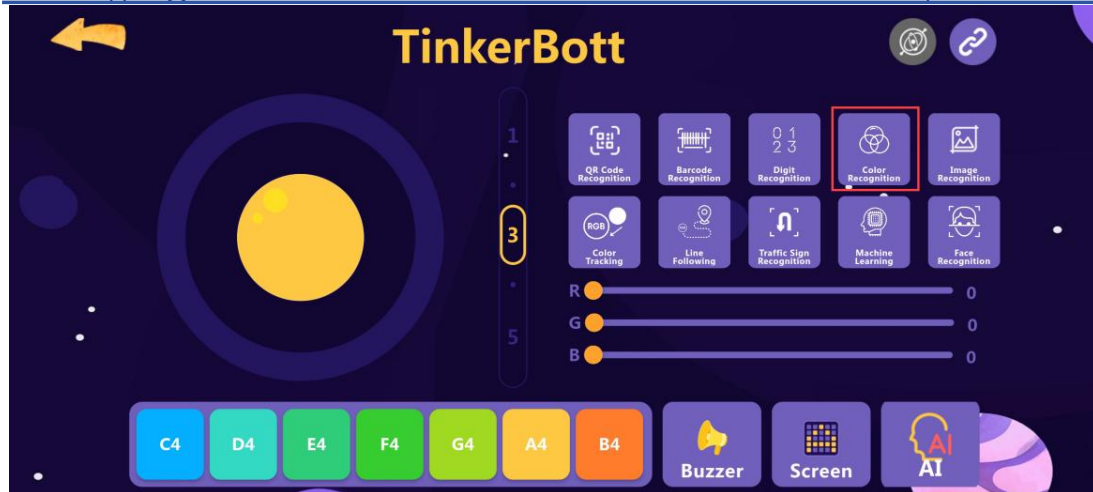 TinkerBott
1
3
5
QR Code
Recognition
Barcode
Recognition
0 1
2 3
Digit
Recognition
Color
Recognition
Image
Recognition
RGB
Color
Tracking
Line
Following
Traffic Sign
Recognition
Machine
Learning
Face
Recognition
R 0
G 0
B 0
C4 D4 E4 F4 G4 A4 B4
Buzzer
Screen
AI
AI